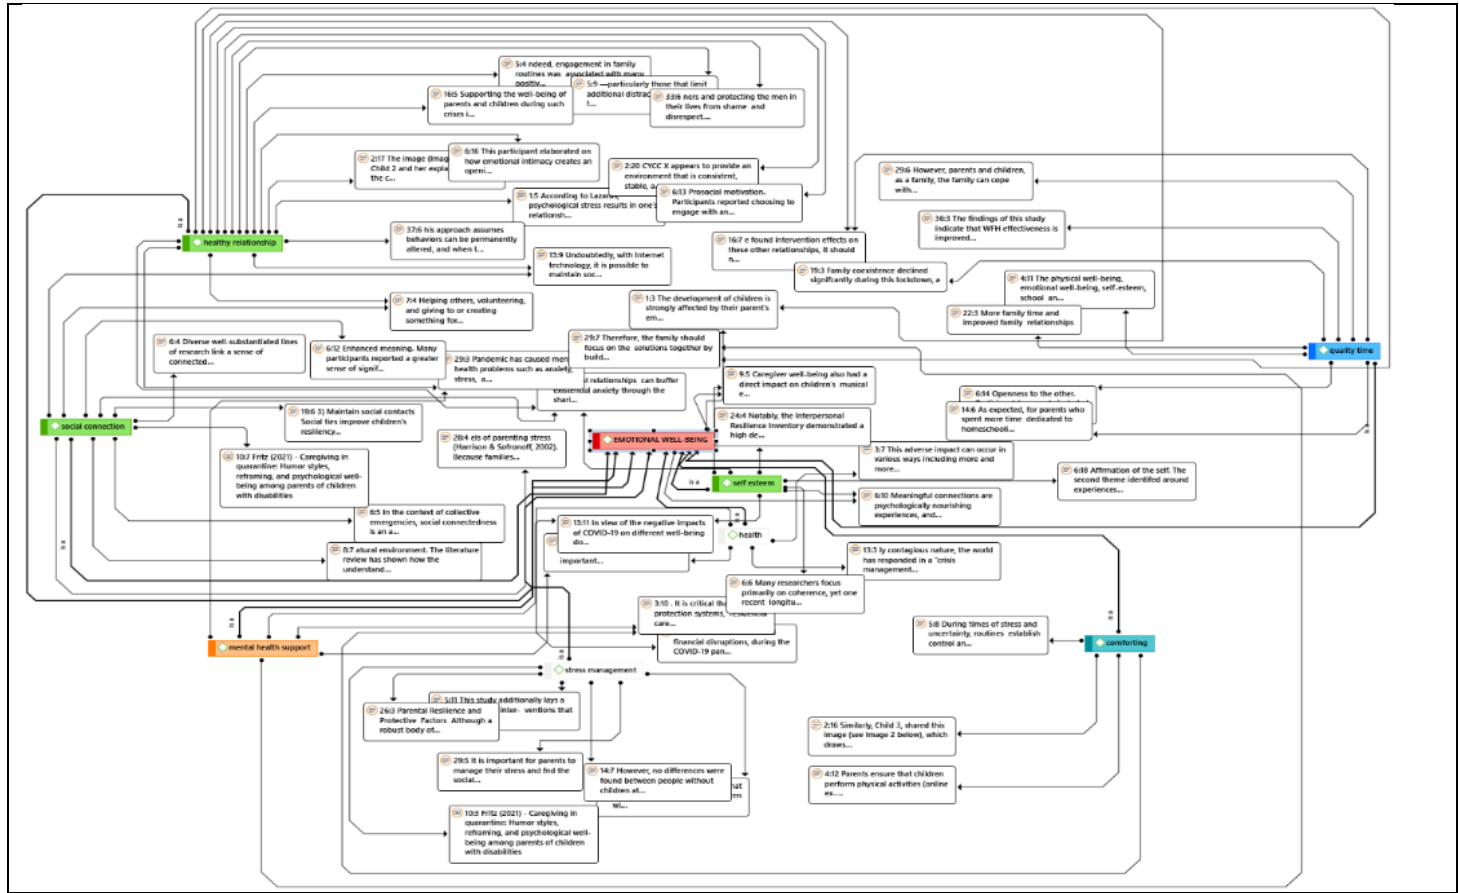 5:4 ndeed, engagement in family
routines was associated with many
positiv...
5:9 —particularly those that limit
additional distrac
t...
33:6 ners and protecting the men in
their lives from shame and
disrespect....
16:5 Supporting the well-being of
parents and children during such
crises i...
2:17 The image (Imag
Child 2 and her expla
the c...
6:16 This participant elaborated on
how emotional intimacy creates an
openi...
2:20 CYCC X appears to provide an
environment that is consistent,
stable, a
6:13 Prosocial motivation.
Participants reported choosing to
engage with an...
1:5 According to Lazaru
psychological stress results in one's
relationsh...
29:6 However, parents and children,
as a family, the family can cope
with...
36:3 The findings of this study
indicate that WFH effectiveness is
improved...
is a
healthy relationship
37:6 his approach assumes
behaviors can be permanently
altered, and when t...
16:7 e found intervention effects on
these other relationships, it should
n...
13:9 Undoubtedly, with Internet
technology, it is possible to
maintain soc...
19:3 Family coexistence declined
significantly during this lockdown, a
4:11 The physical well-being,
emotional well-being, self-esteem,
school an...
7:4 Helping others, volunteering,
and giving to or creating
something for...
1:3 The development of children is
strongly affected by their parent's
em...
22:3 More family time and
improved family relationships
6:4 Diverse well-substantiated lines
of research link a sense of
connected...
6:12 Enhanced meaning. Many
participants reported a greater
sense of signif...
29:3 Pandemic has caused men
health problems such as anxiety,
stress, a...
29:7 Therefore, the family should
focus on the solutions together by
build...
quality time
t relationships can buffer
existential anxiety through the
shari...
9:5 Caregiver well-being also had a
direct impact on children's musical
e...
6:14 Openness to the other.
14:6 As expected, for parents who
spent more time dedicated to
homeschooli...
is a
social connection
19:6 3) Maintain social contacts
Social ties improve children's
resiliency...
24:4 Notably, the Interpersonal
Resilience Inventory demonstrated a
high de...
EMOTIONAL WELL-BEING
28:4 els of parenting stress
(Harrison & Sofronoff, 2002).
Because families...
3:7 This adverse impact can occur in
various ways including more and
more...
10:7 Fritz (2021) - Caregiving in
quarantine: Humor styles,
reframing, and psychological well-
being among parents of children
with disabilities
6:18 Affirmation of the self. The
second theme identifed around
experiences...
is a
self esteem
6:10 Meaningful connections are
psychologically nourishing
experiences, and...
6:5 In the context of collective
emergencies, social connectedness
is an a...
13:11 In view of the negative impacts
of COVID-19 on different well-being
do...
important...
is a
health
is a
8:7 atural environment. The literature
review has shown how the
understand...
13:3 ly contagious nature, the world
has responded in a "crisis
management...
6:6 Many researchers focus
primarily on coherence, yet one
recent longitu...
3:10 . It is critical tha
protection systems, residential
care...
financial disruptions, during the
COVID-19 pan...
is a
mental health support
5:8 During times of stress and
uncertainty, routines establish
control an...
is a
comforting
is a
stress management
5:11 This study additionally lays a
inter- ventions that
26:3 Parental Resilience and
Protective Factors Although a
robust body of...
2:16 Similarly, Child 3, shared this
image (see Image 2 below), which
draws...
29:5 It is important for parents to
manage their stress and fnd the
social...
14:7 However, no differences were
found between people without
children at...
hat
wi...
4:12 Parents ensure that children
perform physical activities (online
ex-...
10:3 Fritz (2021) - Caregiving in
quarantine: Humor styles,
reframing, and psychological well-
being among parents of children
with disabilities